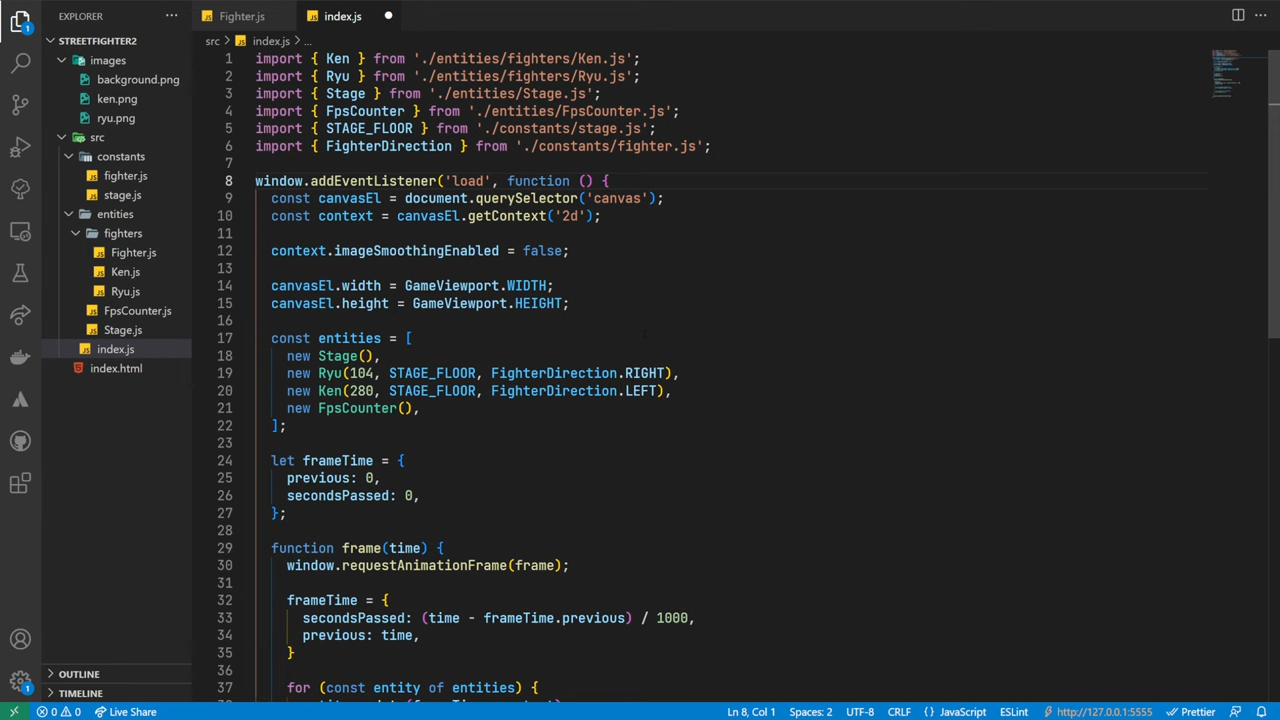 EXPLORER
Fighter.js
index.js
STREETFIGHTER2
images
background.png
ken.png
ryu.png
src
constants
fighter.js
stage.js
entities
fighters
Fighter.js
Ken.js
Ryu.js
FpsCounter.js
Stage.js
index.js
index.html
OUTLINE
TIMELINE
src > index.js > ...
1 import { Ken } from './entities/fighters/Ken.js';
2 import { Ryu } from './entities/fighters/Ryu.js';
3 import { Stage } from './entities/Stage.js';
4 import { FpsCounter } from './entities/FpsCounter.js';
5 import { STAGE_FLOOR } from './constants/stage.js';
6 import { FighterDirection } from './constants/fighter.js';
7
8 window.addEventListener('load', function () {
9 const canvasEl = document.querySelector('canvas');
10 const context = canvasEl.getContext('2d');
11
12 context.imageSmoothingEnabled = false;
13
14 canvasEl.width = GameViewport.WIDTH;
15 canvasEl.height = GameViewport.HEIGHT;
16
17 const entities = [
18 new Stage(),
19 new Ryu(104, STAGE_FLOOR, FighterDirection.RIGHT),
20 new Ken(280, STAGE_FLOOR, FighterDirection.LEFT),
21 new FpsCounter(),
22 ];
23
24 let frameTime = {
25 previous: 0,
26 secondsPassed: 0,
27 };
28
29 function frame(time) {
30 window.requestAnimationFrame(frame);
31
32 frameTime = {
33 secondsPassed: (time - frameTime.previous) / 1000,
34 previous: time,
35 }
36
37 for (const entity of entities) {
1
1
0 0
Live Share
Ln 8, Col 1
Spaces: 2
UTF-8
CRLF
{ } JavaScript
ESLint
http://127.0.0.1:5555
Prettier